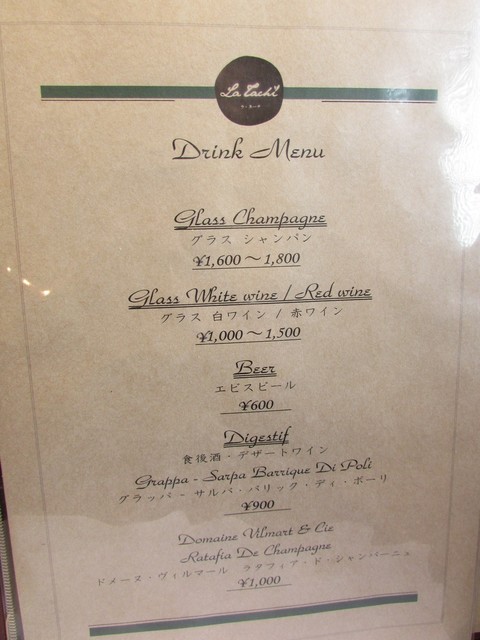 La Tachi
Drink Menu
Glass Champagne
グラス シャンパン
¥1,600～1,800
Glass White wine / Red wine
グラス 白ワイン / 赤ワイン
¥1,000～1,500
Beer
エビスビール
¥600
Digestif
食後酒・デザートワイン
Grappa - Sarpa Barrique Di Poli
グラッパ - サルパ・バリック・ディ・ポーリ
¥900
Domaine Vilmart & Cie
Ratafia De Champagne
ドメーヌ・ヴィルマール ラタフィア・ド・シャンパーニュ
¥1,000